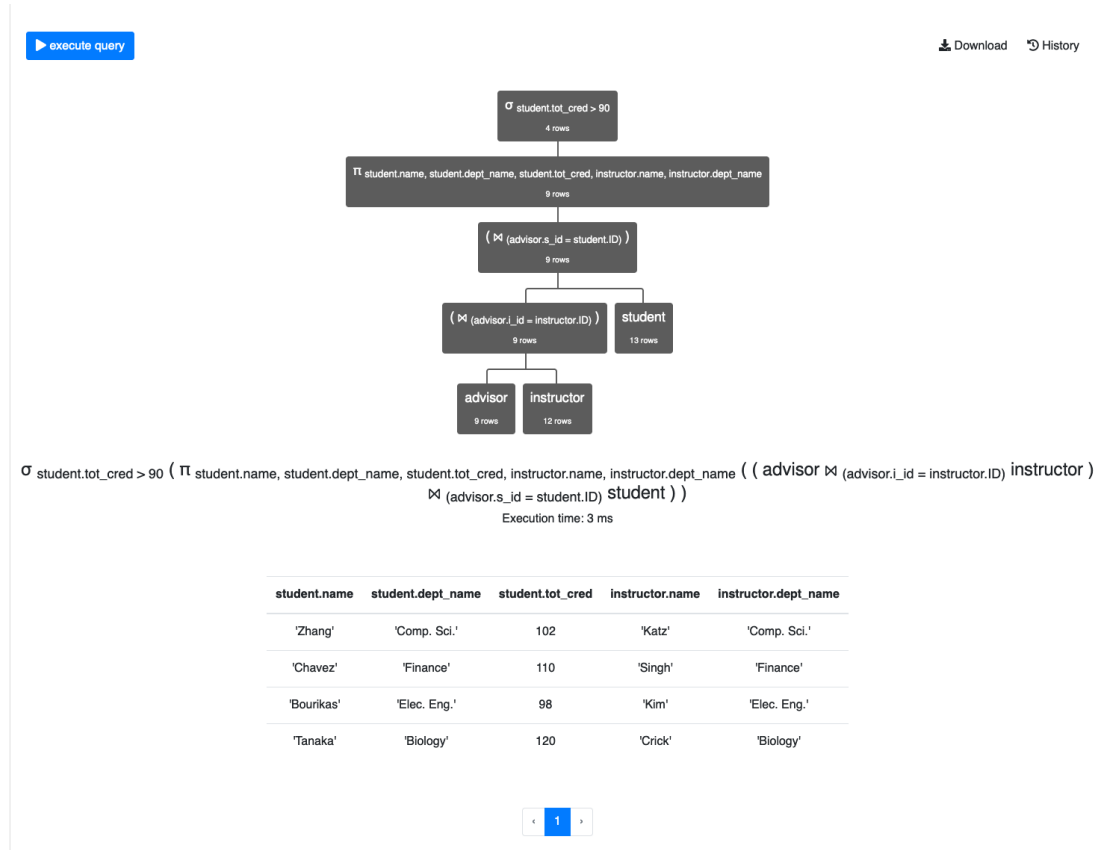 execute query
Download
History
σ student.tot_cred > 90
4 rows
π student.name, student.dept_name, student.tot_cred, instructor.name, instructor.dept_name
9 rows
( ⋈ (advisor.s_id = student.ID) )
9 rows
( ⋈ (advisor.i_id = instructor.ID) )
9 rows
student
13 rows
advisor
9 rows
instructor
12 rows
σ student.tot_cred > 90 ( π student.name, student.dept_name, student.tot_cred, instructor.name, instructor.dept_name ( ( advisor ⋈ (advisor.i_id = instructor.ID) instructor )
⋈ (advisor.s_id = student.ID) student ) )
Execution time: 3 ms
student.name student.dept_name student.tot_cred instructor.name instructor.dept_name
'Zhang' 'Comp. Sci.' 102 'Katz' 'Comp. Sci.'
'Chavez' 'Finance' 110 'Singh' 'Finance'
'Bourikas' 'Elec. Eng.' 98 'Kim' 'Elec. Eng.'
'Tanaka' 'Biology' 120 'Crick' 'Biology'
‹ 1 ›